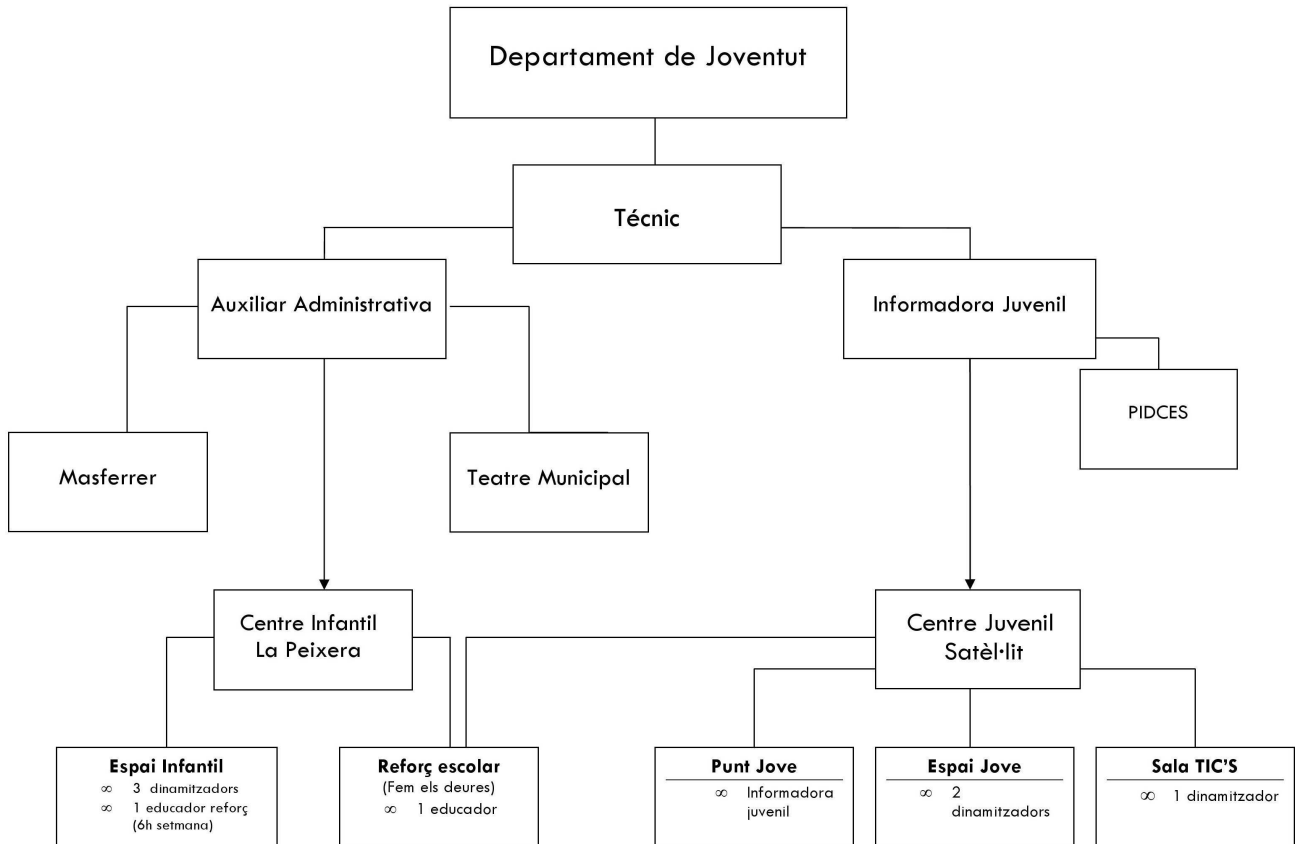 Departament de Joventut
Técnic
Auxiliar Administrativa
Informadora Juvenil
PIDCES
Masferrer
Teatre Municipal
Centre Infantil
La Peixera
Centre Juvenil
Satèl·lit
Espai Infantil
∞ 3 dinamitzadors
∞ 1 educador reforç
(6h setmana)
Reforç escolar
(Fem els deures)
∞ 1 educador
Punt Jove
∞ Informadora
juvenil
Espai Jove
∞ 2
dinamitzadors
Sala TIC'S
∞ 1 dinamitzador